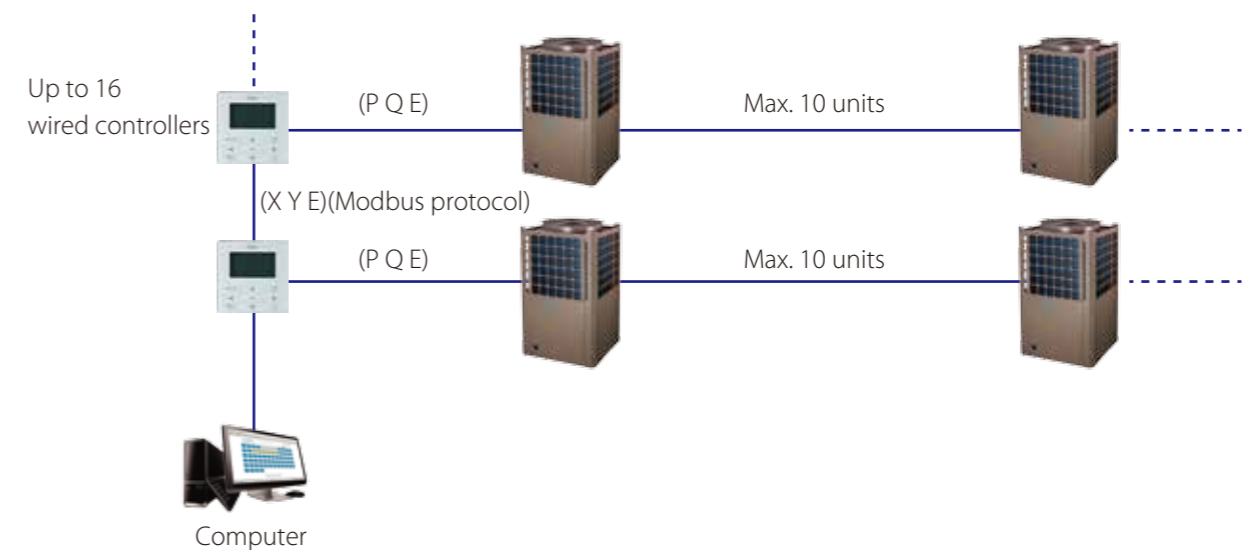 Up to 16
wired controllers
(P Q E)
Max. 10 units
(X Y E)(Modbus protocol)
(P Q E)
Max. 10 units
Computer